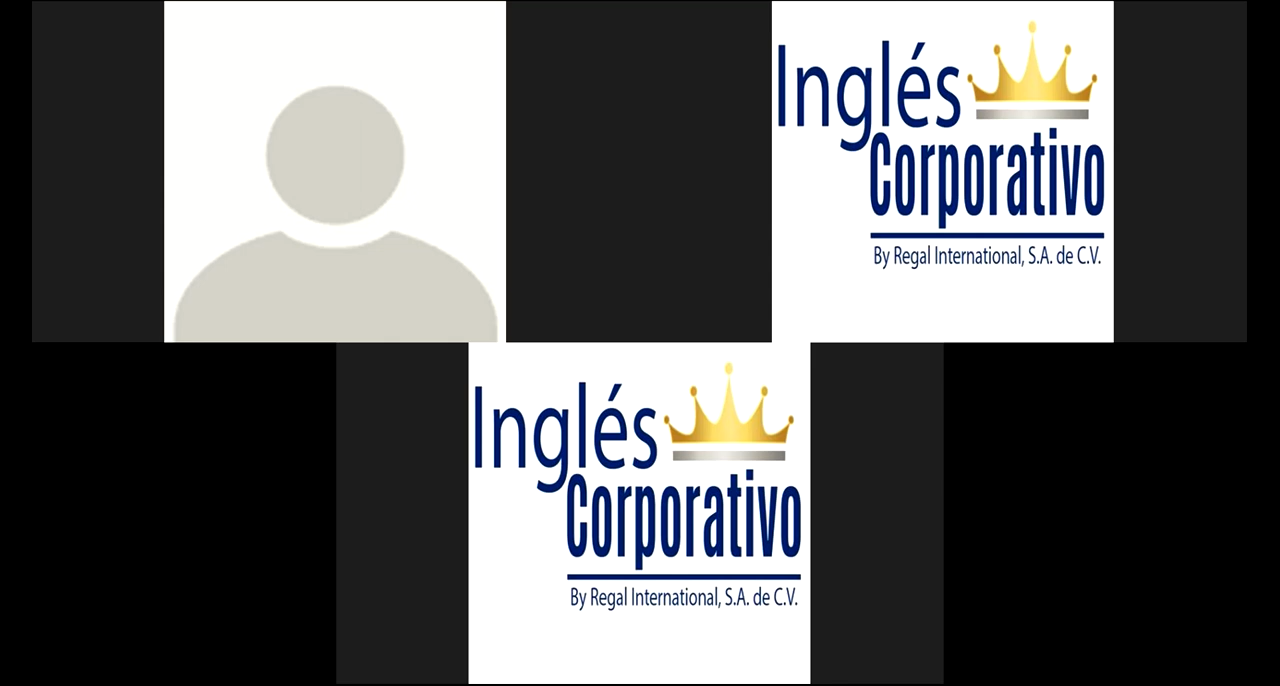 Inglés
Corporativo
By Regal International, S.A. de C.V.
Inglés
Corporativo
By Regal International, S.A. de C.V.